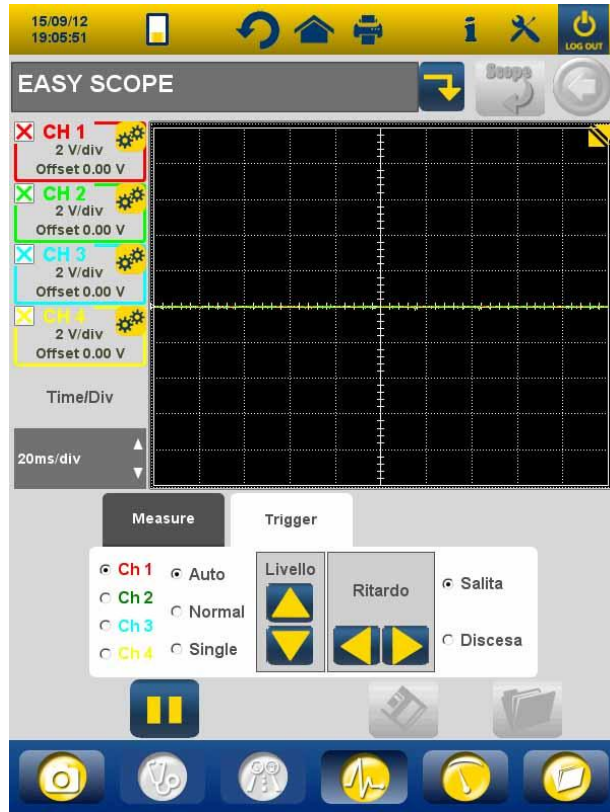 15/09/12
19:05:51
LOG OUT
EASY SCOPE
Scope
CH 1
2 V/div
Offset 0.00 V
CH 2
2 V/div
Offset 0.00 V
CH 3
2 V/div
Offset 0.00 V
CH 4
2 V/div
Offset 0.00 V
Time/Div
20ms/div
Measure
Trigger
Ch 1
Ch 2
Ch 3
Ch 4
Auto
Normal
Single
Livello
Ritardo
Salita
Discesa